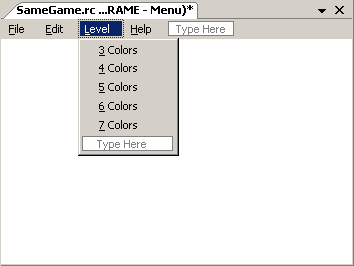 SameGame.rc ...RAME - Menu)*
File Edit Level Help Type Here
3 Colors
4 Colors
5 Colors
6 Colors
7 Colors
Type Here